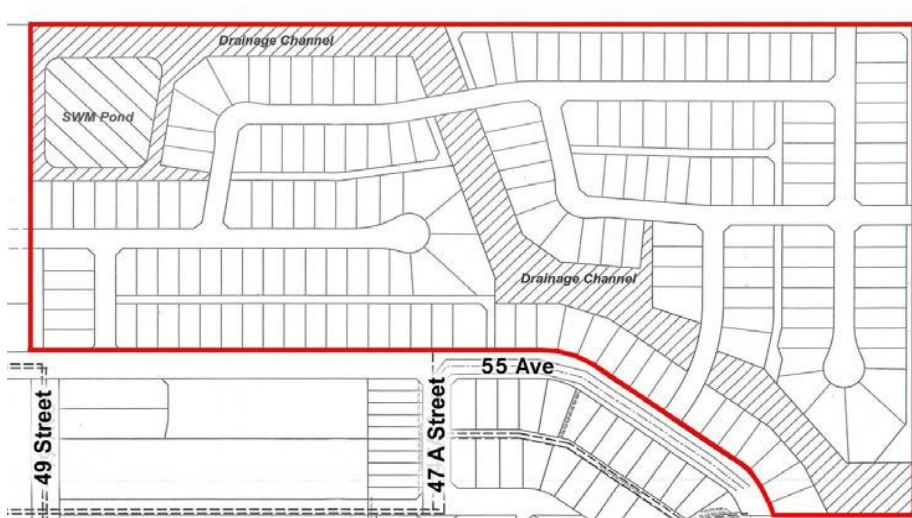 Drainage Channel
SWM Pond
Drainage Channel
55 Ave
49 Street
47 A Street